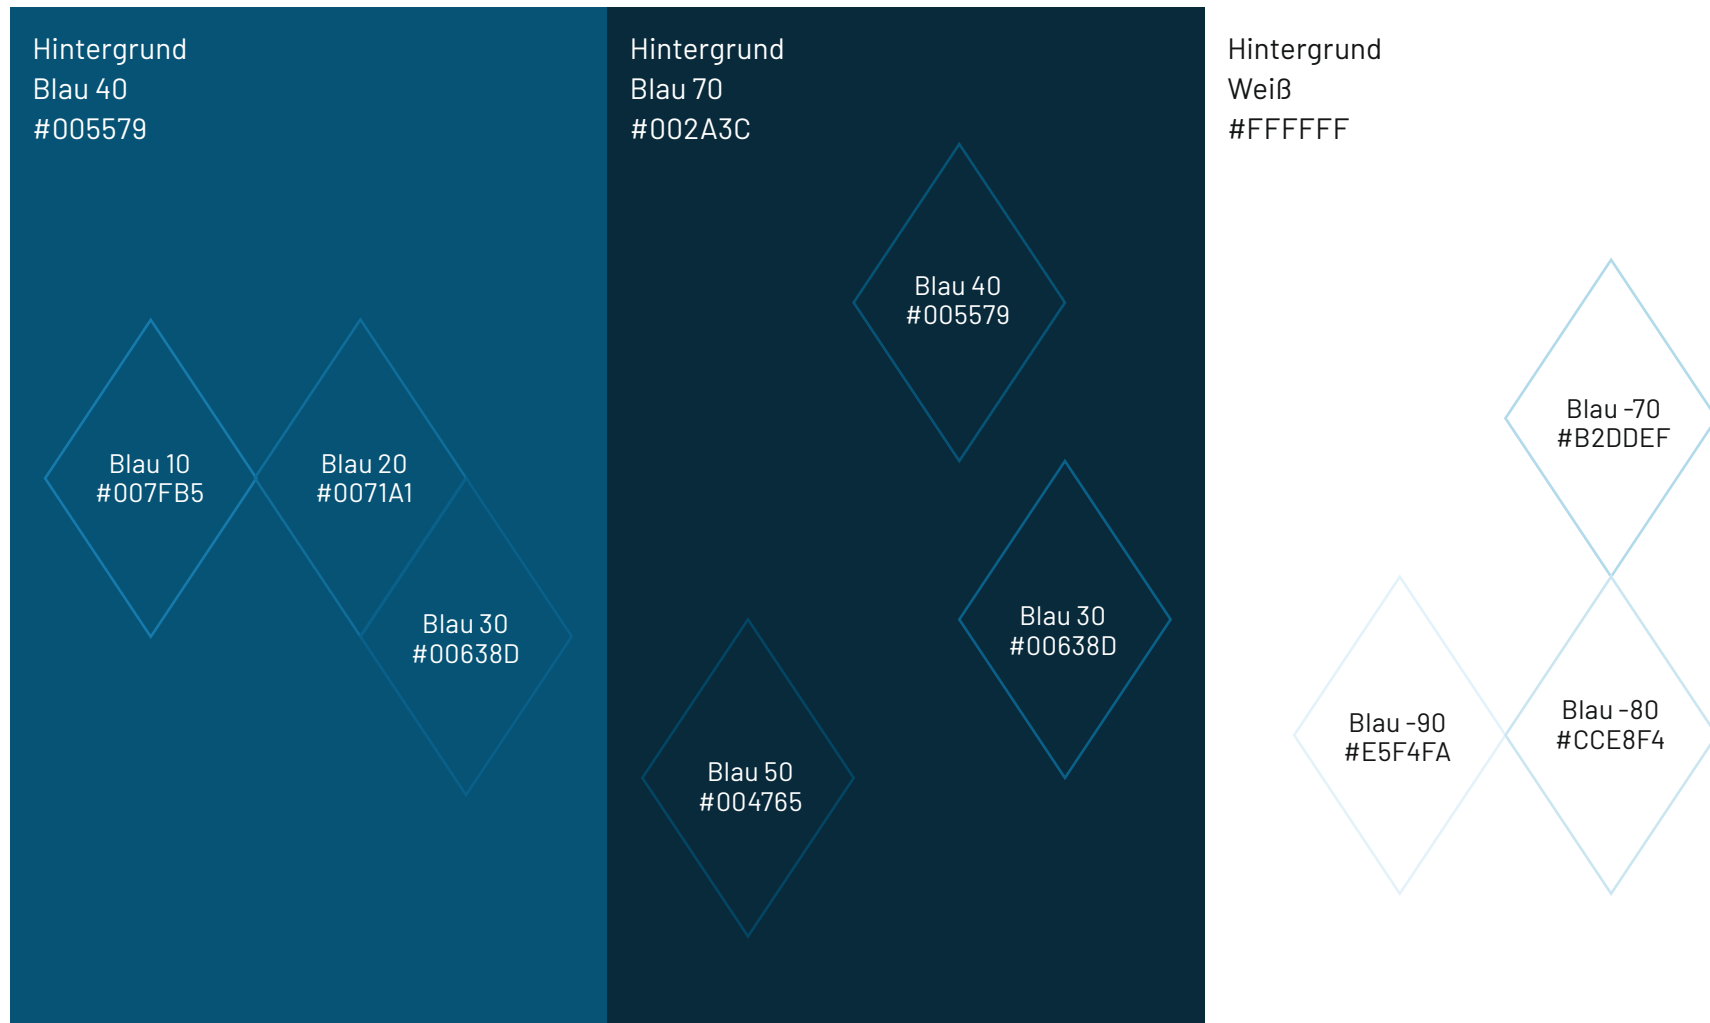 Hintergrund
Blau 40
#005579
Blau 10
#007FB5
Blau 20
#0071A1
Blau 30
#00638D
Hintergrund
Blau 70
#002A3C
Blau 40
#005579
Blau 30
#00638D
Blau 50
#004765
Hintergrund
Weiß
#FFFFFF
Blau -70
#B2DDEF
Blau -90
#E5F4FA
Blau -80
#CCE8F4